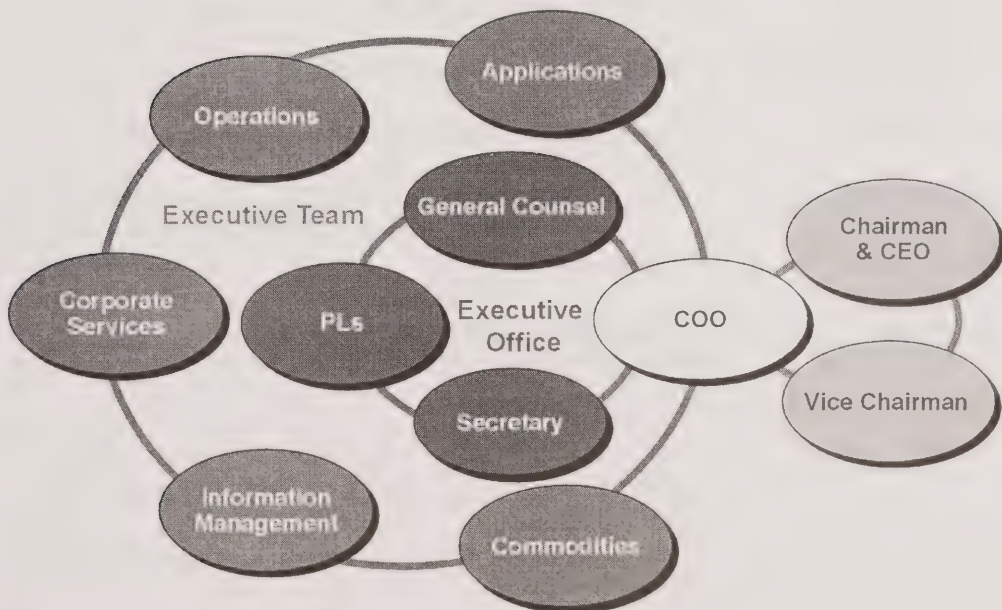 Applications
Operations
General Counsel
Executive Team
Chairman
& CEO
Corporate
Services
PLs
Executive
Office
COO
Vice Chairman
Secretary
Information
Management
Commodities